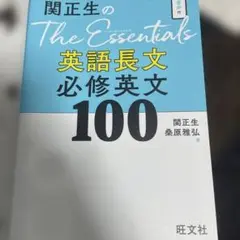 関正生の
The Essentials
英語長文
必修英文
100
関正生
桑原雅弘
旺文社